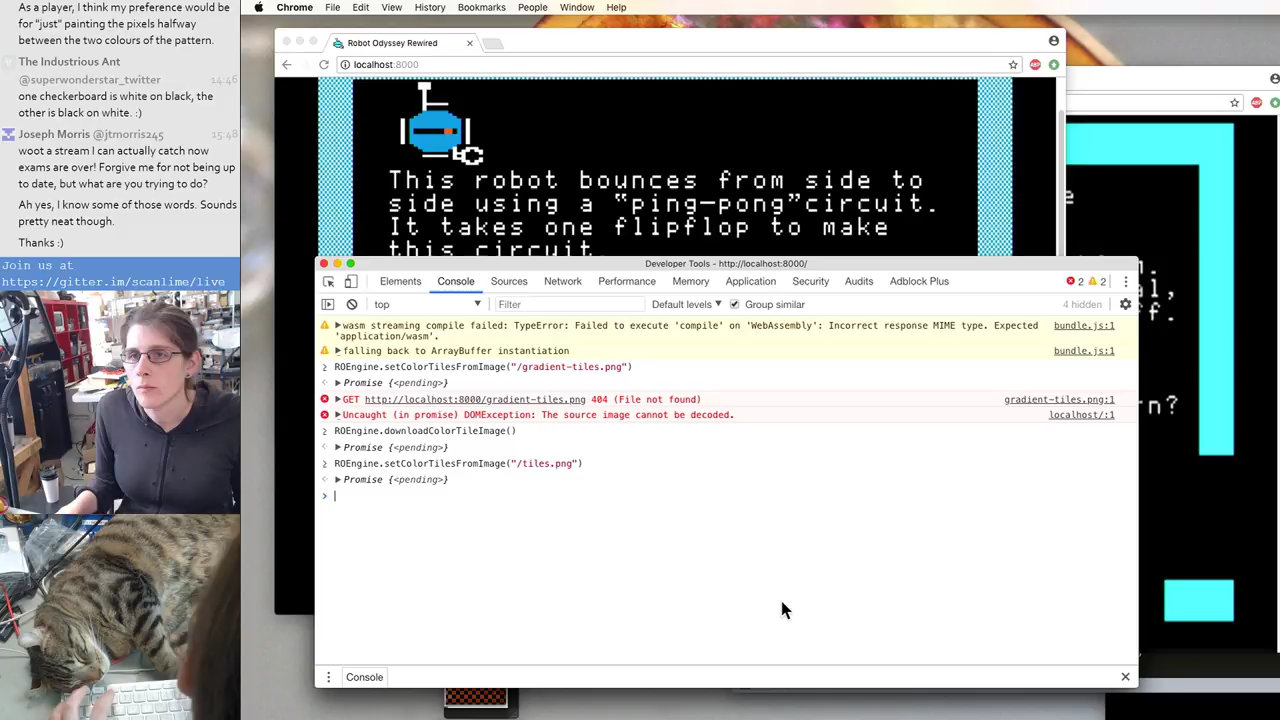 As a player, I think my preference would be
for "just" painting the pixels halfway
between the two colours of the pattern.
The Industrious Ant
@superwonderstar_twitter 14:46
one checkerboard is white on black, the
other is black on white. :)
Joseph Morris @jtmorris245 15:48
woot a stream I can actually catch now
exams are over! Forgive me for not being up
to date, but what are you trying to do?
Ah yes, I know some of those words. Sounds
pretty neat though.
Thanks :)
Join us at
https://gitter.im/scanlime/live
Chrome File Edit View History Bookmarks People Window Help
Robot Odyssey Rewired
localhost:8000
This robot bounces from side to
side using a "ping-pong"circuit.
It takes one flipflop to make
this circuit.
Developer Tools - http://localhost:8000/
Elements Console Sources Network Performance Memory Application Security Audits Adblock Plus 2 2
top Filter Default levels Group similar 4 hidden
wasm streaming compile failed: TypeError: Failed to execute 'compile' on 'WebAssembly': Incorrect response MIME type. Expected bundle.js:1
'application/wasm'.
falling back to ArrayBuffer instantiation bundle.js:1
ROEngine.setColorTilesFromImage("/gradient-tiles.png")
Promise {<pending>}
GET http://localhost:8000/gradient-tiles.png 404 (File not found) gradient-tiles.png:1
Uncaught (in promise) DOMException: The source image cannot be decoded. localhost/:1
ROEngine.downloadColorTileImage()
Promise {<pending>}
ROEngine.setColorTilesFromImage("/tiles.png")
Promise {<pending>}
Console